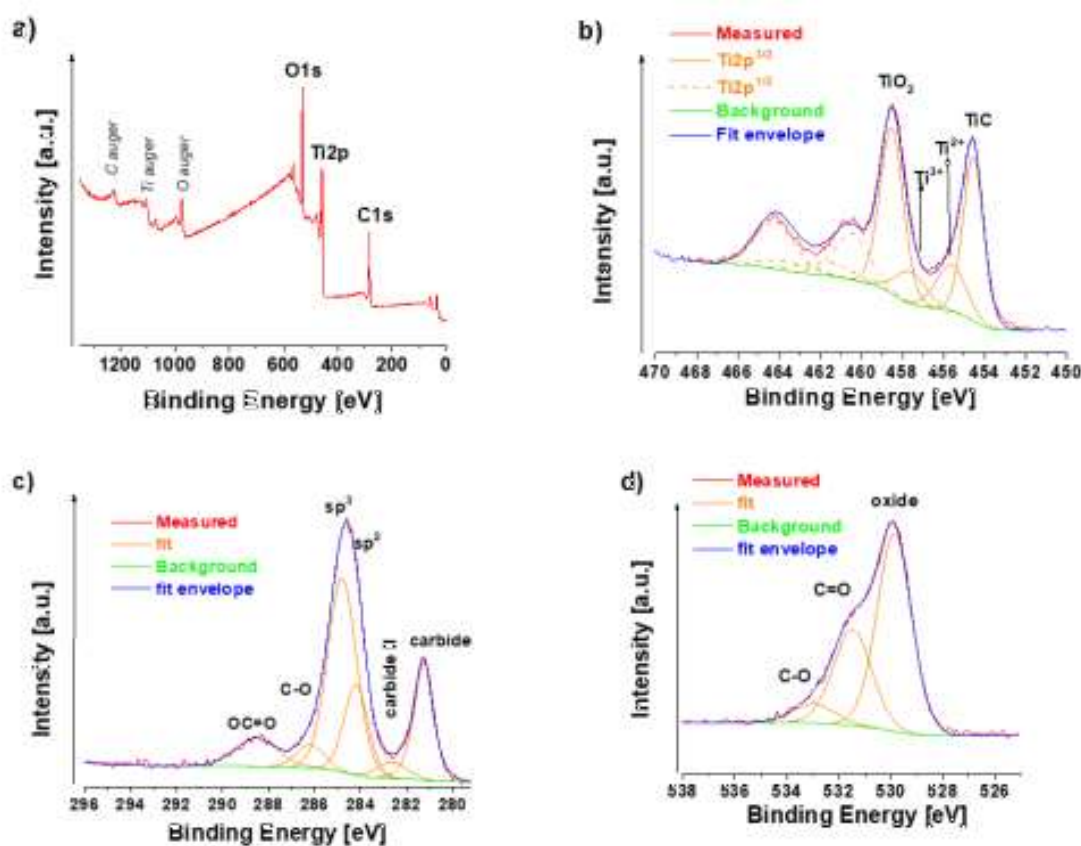 a)
O1s
Ti2p
C1s
C auger
Ti auger
O auger
Intensity [a.u.]
1200 1000 800 600 400 200 0
Binding Energy [eV]
b)
Measured
Ti2p
Ti2p
Background
Fit envelope
TiO2
Ti3+
Ti2+
TiC
Intensity [a.u.]
470 468 466 464 462 460 458 456 454 452 450
Binding Energy [eV]
c)
Measured
fit
Background
fit envelope
OC=O
C-O
sp3
sp2
carbide II
carbide
Intensity [a.u.]
296 294 292 290 288 286 284 282 280
Binding Energy [eV]
d)
Measured
fit
Background
fit envelope
C-O
C=O
oxide
Intensity [a.u.]
538 536 534 532 530 528 526
Binding Energy [eV]